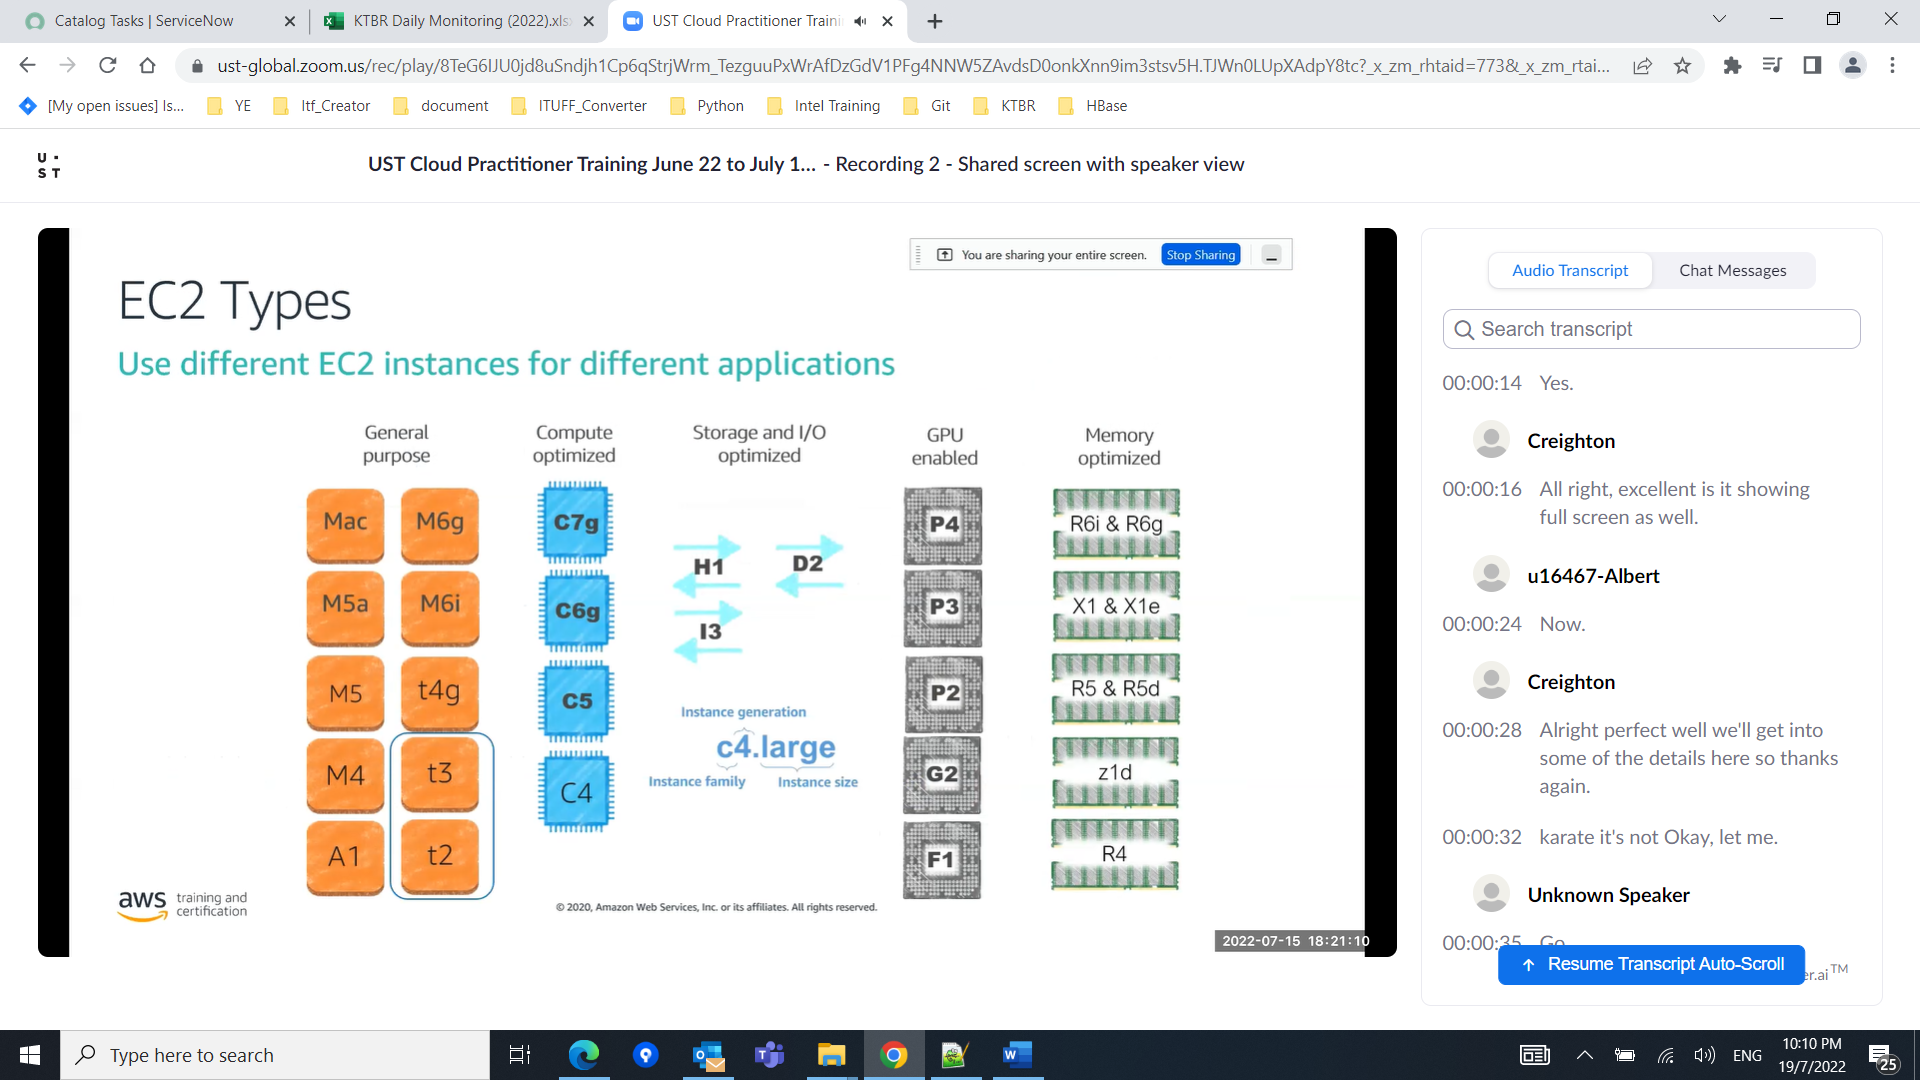 Catalog Tasks | ServiceNow
KTBR Daily Monitoring (2022).xls
UST Cloud Practitioner Traini
ust-global.zoom.us/rec/play/8TeG6IJU0jd8uSndjh1Cp6qStrjWrm_TezguuPxWrAfDzGdV1PFg4NNW5ZAvdsD0onkXnn9im3stsv5H.TJWn0LUpXAdpY8tc?_x_zm_rhtaid=773&_x_zm_rtai...
[My open issues] Is...
YE
Itf_Creator
document
ITUFF_Converter
Python
Intel Training
Git
KTBR
HBase
U·
ST
UST Cloud Practitioner Training June 22 to July 1... - Recording 2 - Shared screen with speaker view
You are sharing your entire screen. Stop Sharing
EC2 Types
Use different EC2 instances for different applications
General
purpose
Mac M6g
M5a M6i
M5 t4g
M4 t3
A1 t2
Compute
optimized
C7g
C6g
C5
C4
Storage and I/O
optimized
H1 D2
I3
Instance generation
c4.large
Instance family Instance size
GPU
enabled
P4
P3
P2
G2
F1
Memory
optimized
R6i & R6g
X1 & X1e
R5 & R5d
z1d
R4
aws training and
certification
© 2020, Amazon Web Services, Inc. or its affiliates. All rights reserved.
2022-07-15 18:21:10
Audio Transcript
Chat Messages
Search transcript
00:00:14 Yes.
Creighton
00:00:16 All right, excellent is it showing
full screen as well.
u16467-Albert
00:00:24 Now.
Creighton
00:00:28 Alright perfect well we'll get into
some of the details here so thanks
again.
00:00:32 karate it's not Okay, let me.
Unknown Speaker
00:00:35 Go
Resume Transcript Auto-Scroll
er.ai™
Type here to search
ENG
10:10 PM
19/7/2022
25